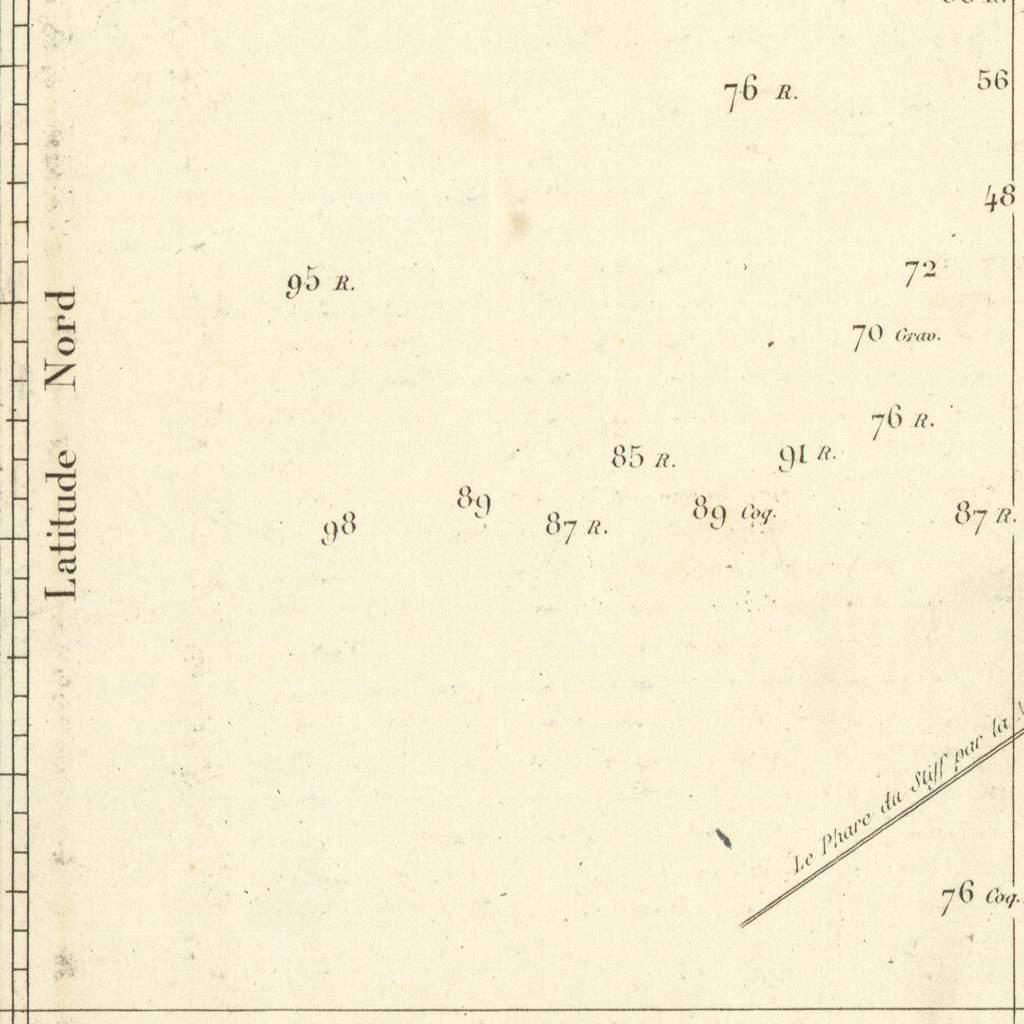 76 R.
56
48
72
95 R.
70 Grav.
76 R.
91 R.
85 R.
89
89 Coq.
87 R.
87 R.
98
Latitude Nord
Le Phare du Stiff par la
76 Coq.